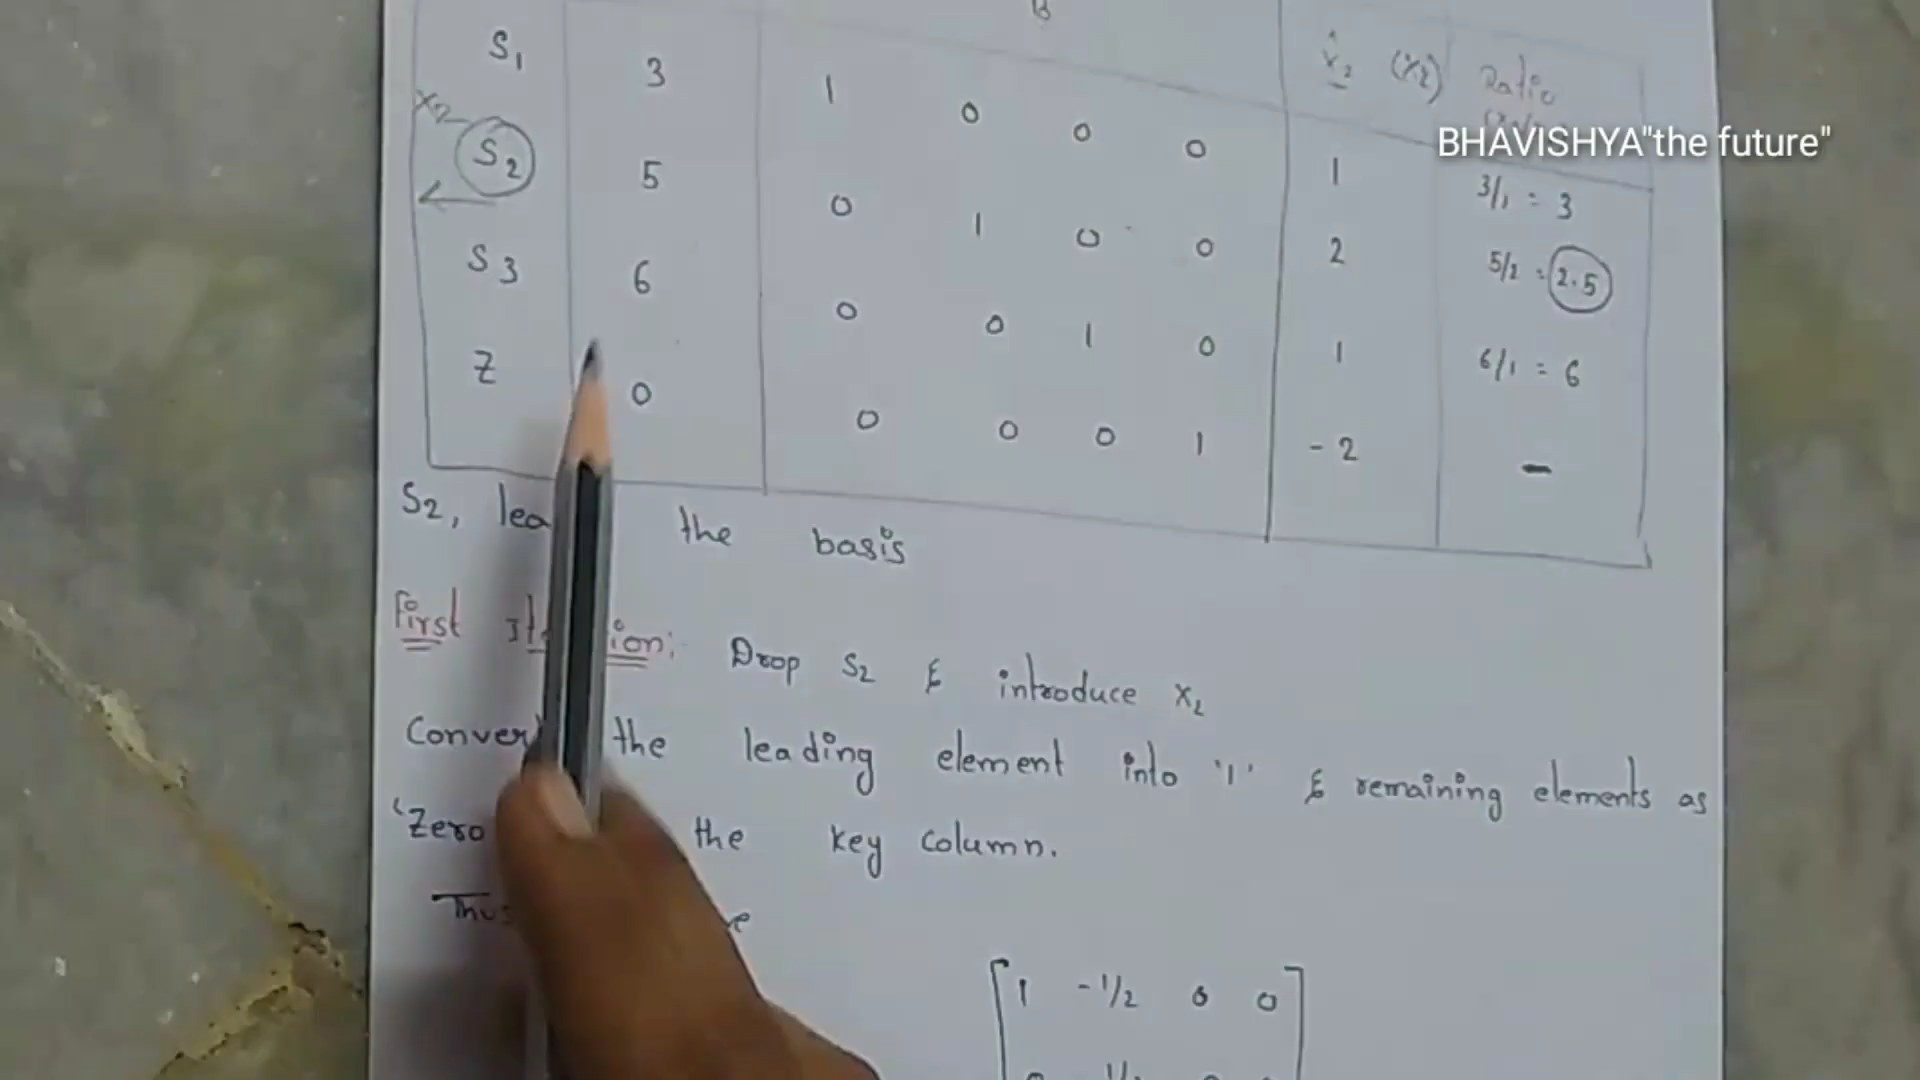 B
x̂₂ (x₂) Ratio
BHAVISHYA"the future"
S₁ 3 1 0 0 0 1 3/1 = 3
x₂
S₂ 5 0 1 0 0 2 5/2 = 2.5
S3 6 0 0 1 0 1 6/1 = 6
Z 0 0 0 0 1 -2 -
S₂, the basis
First Drop S₂ & introduce x₂
Convert the leading element into '1' & remaining elements as
'Zero the key column.
1 -1/2 0 0